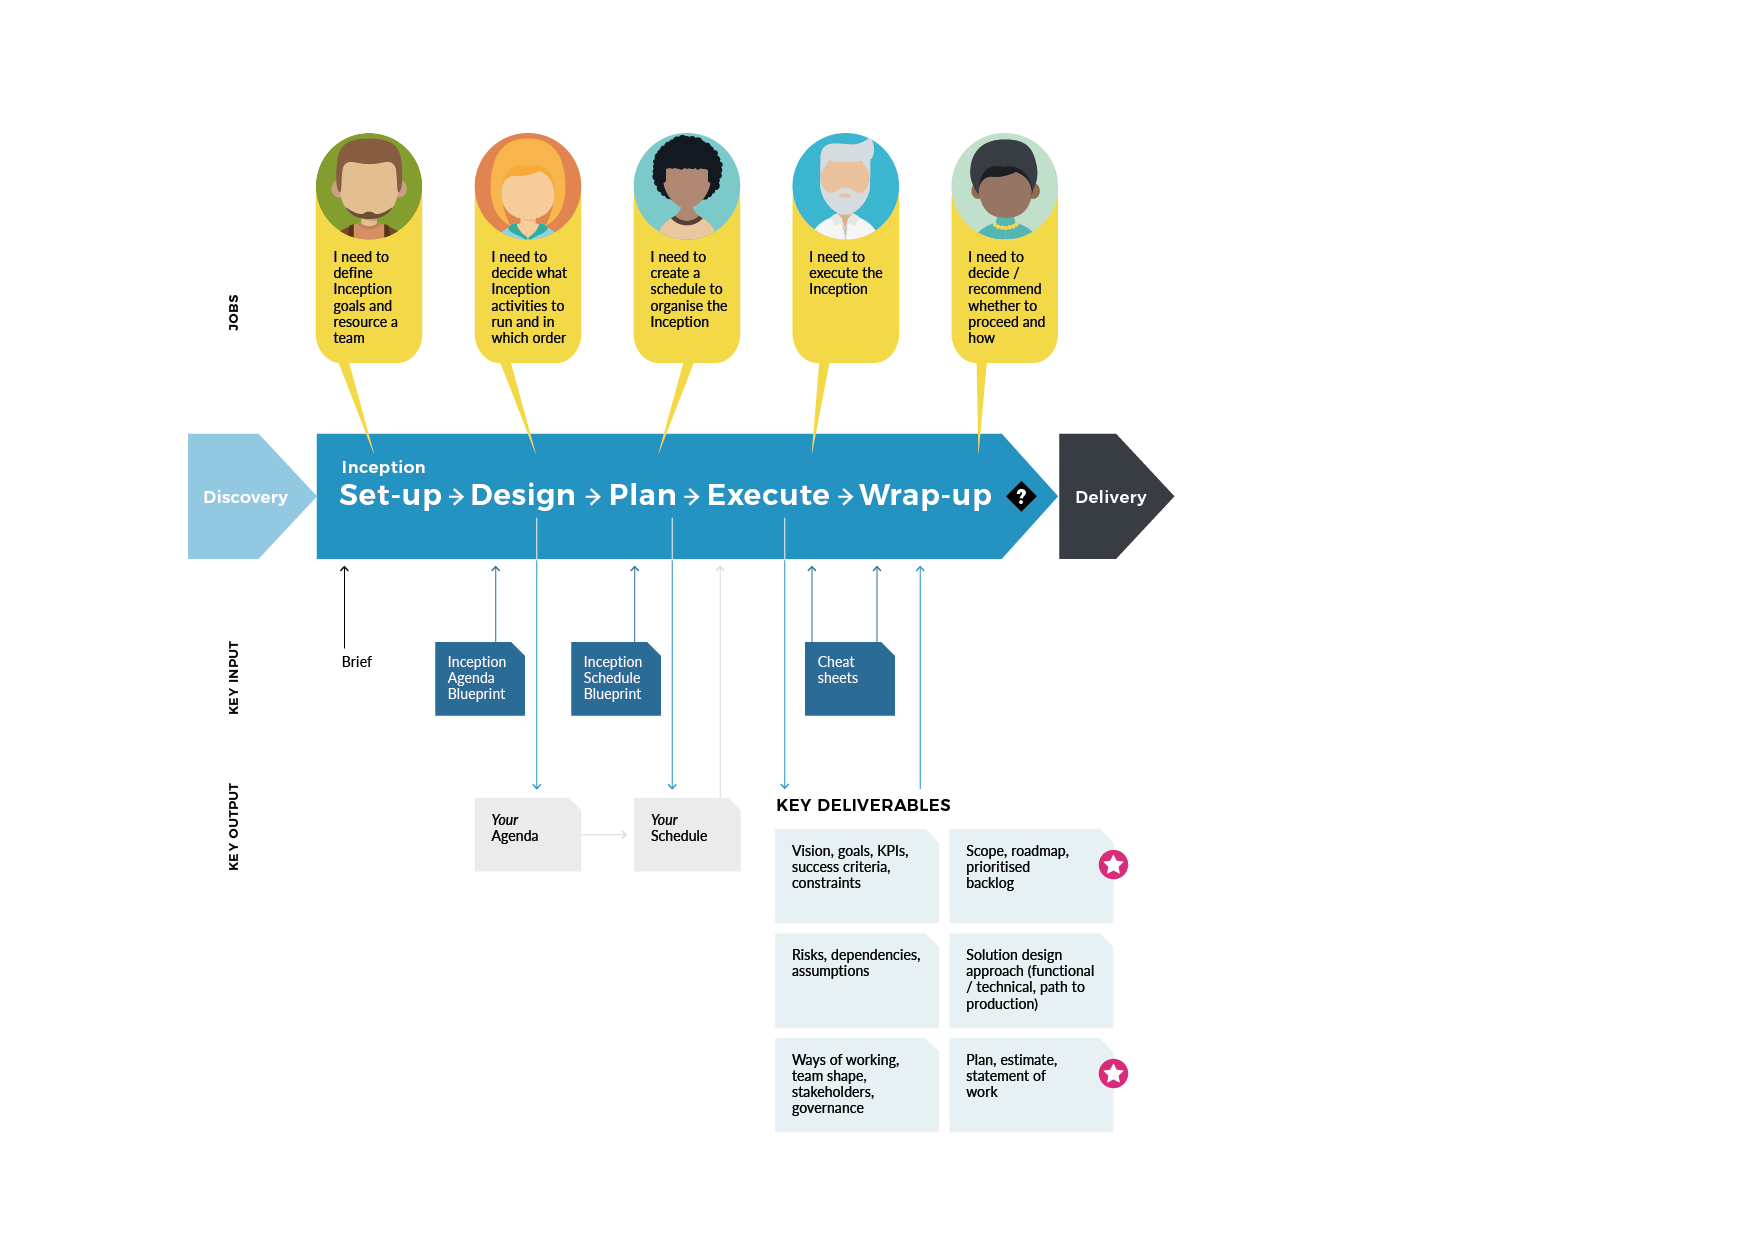 JOBS
I need to
define
Inception
goals and
resource a
team
I need to
decide what
Inception
activities to
run and in
which order
I need to
create a
schedule to
organise the
Inception
I need to
execute the
Inception
I need to
decide /
recommend
whether to
proceed and
how
Discovery
Inception
Set-up → Design → Plan → Execute → Wrap-up ?
Delivery
KEY INPUT
Brief
Inception
Agenda
Blueprint
Inception
Schedule
Blueprint
Cheat
sheets
KEY OUTPUT
Your
Agenda
Your
Schedule
KEY DELIVERABLES
Vision, goals, KPIs,
success criteria,
constraints
Scope, roadmap,
prioritised
backlog
Risks, dependencies,
assumptions
Solution design
approach (functional
/ technical, path to
production)
Ways of working,
team shape,
stakeholders,
governance
Plan, estimate,
statement of
work